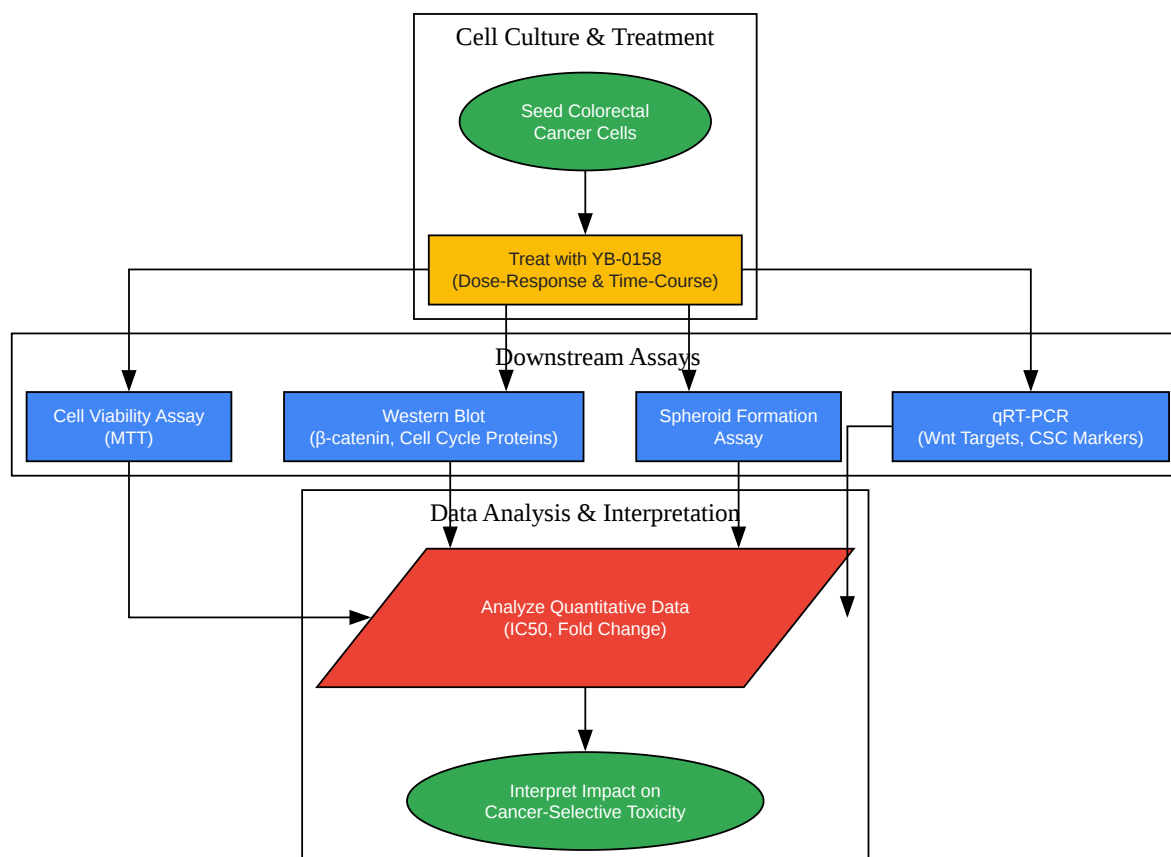 Cell Culture & Treatment
Seed Colorectal
Cancer Cells
Treat with YB-0158
(Dose-Response & Time-Course)
Downstream Assays
Cell Viability Assay
(MTT)
Western Blot
(β-catenin, Cell Cycle Proteins)
Spheroid Formation
Assay
qRT-PCR
(Wnt Targets, CSC Markers)
Data Analysis & Interpretation
Analyze Quantitative Data
(IC50, Fold Change)
Interpret Impact on
Cancer-Selective Toxicity